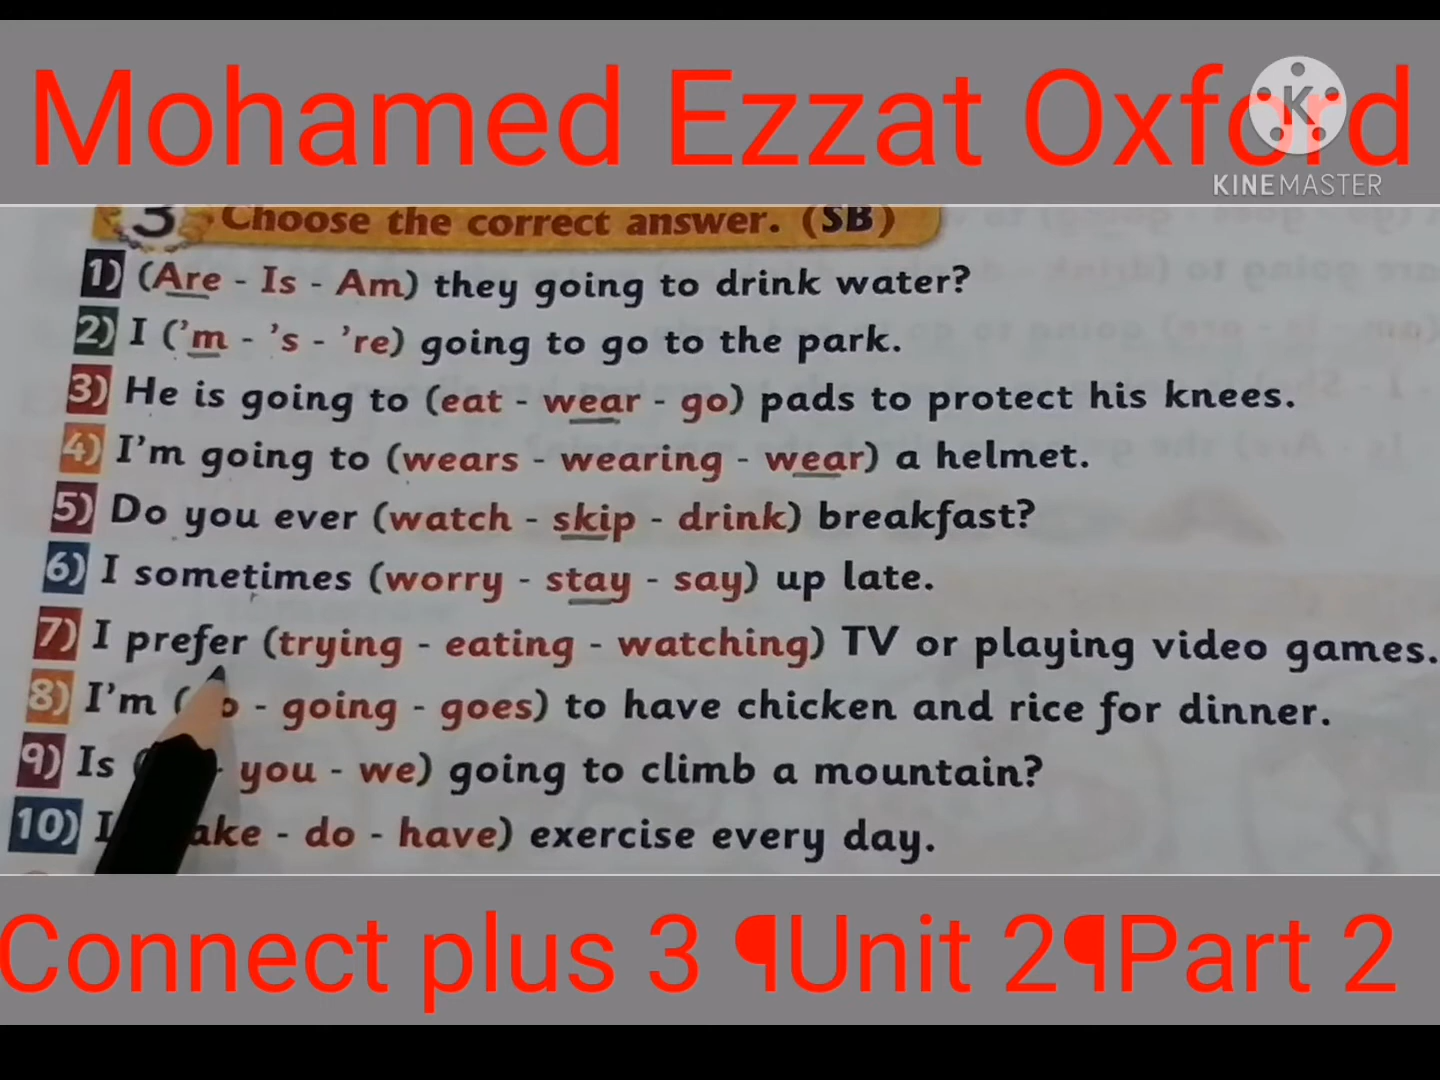 Mohamed Ezzat Oxford
KINEMASTER
3 Choose the correct answer. (SB)
1) (Are - Is - Am) they going to drink water?
2) I ('m - 's - 're) going to go to the park.
3) He is going to (eat - wear - go) pads to protect his knees.
4) I'm going to (wears - wearing - wear) a helmet.
5) Do you ever (watch - skip - drink) breakfast?
6) I sometimes (worry - stay - say) up late.
7) I prefer (trying - eating - watching) TV or playing video games.
8) I'm ( - going - goes) to have chicken and rice for dinner.
9) Is ( - you - we) going to climb a mountain?
10) I - do - have) exercise every day.
Connect plus 3 ¶Unit 2¶Part 2